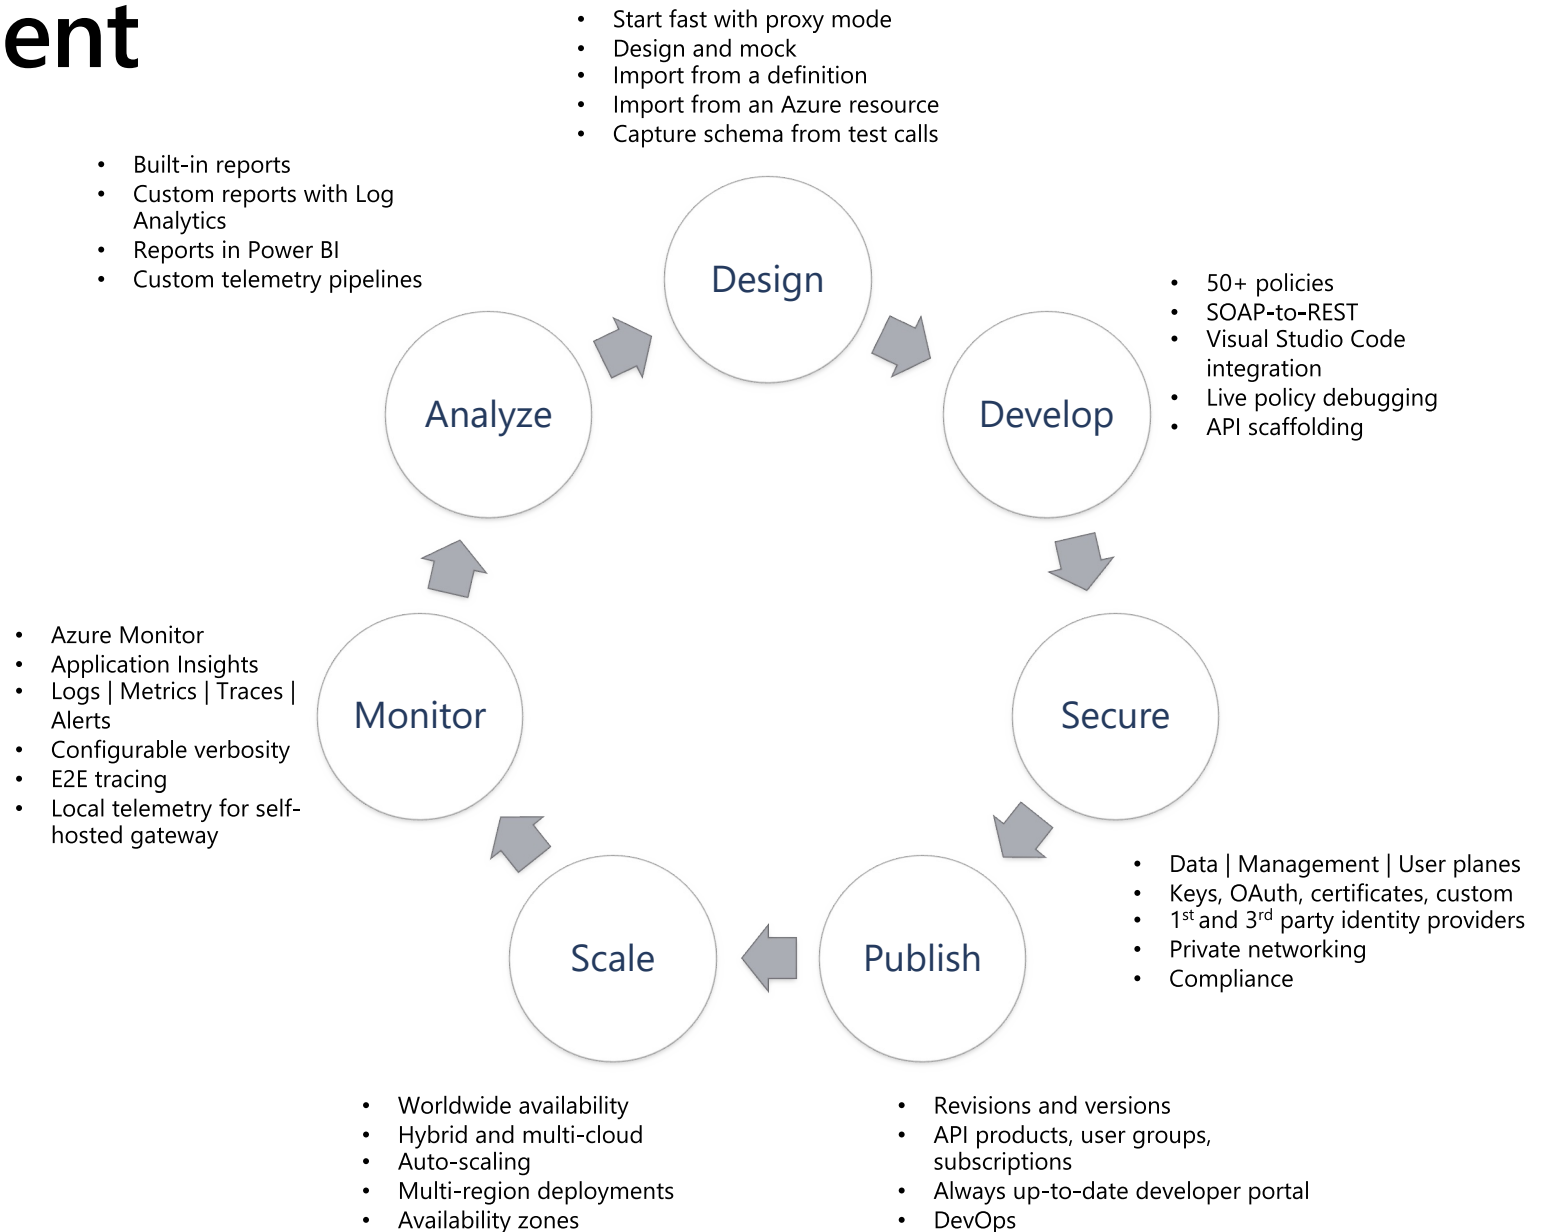 ent
• Start fast with proxy mode
• Design and mock
• Import from a definition
• Import from an Azure resource
• Capture schema from test calls
• Built-in reports
• Custom reports with Log
Analytics
• Reports in Power BI
• Custom telemetry pipelines
Design
• 50+ policies
• SOAP-to-REST
• Visual Studio Code
integration
• Live policy debugging
• API scaffolding
Analyze
Develop
• Azure Monitor
• Application Insights
• Logs | Metrics | Traces |
Alerts
• Configurable verbosity
• E2E tracing
• Local telemetry for self-
hosted gateway
Monitor
Secure
• Data | Management | User planes
• Keys, OAuth, certificates, custom
• 1st and 3rd party identity providers
• Private networking
• Compliance
Scale
Publish
• Worldwide availability
• Hybrid and multi-cloud
• Auto-scaling
• Multi-region deployments
• Availability zones
• Revisions and versions
• API products, user groups,
subscriptions
• Always up-to-date developer portal
• DevOps